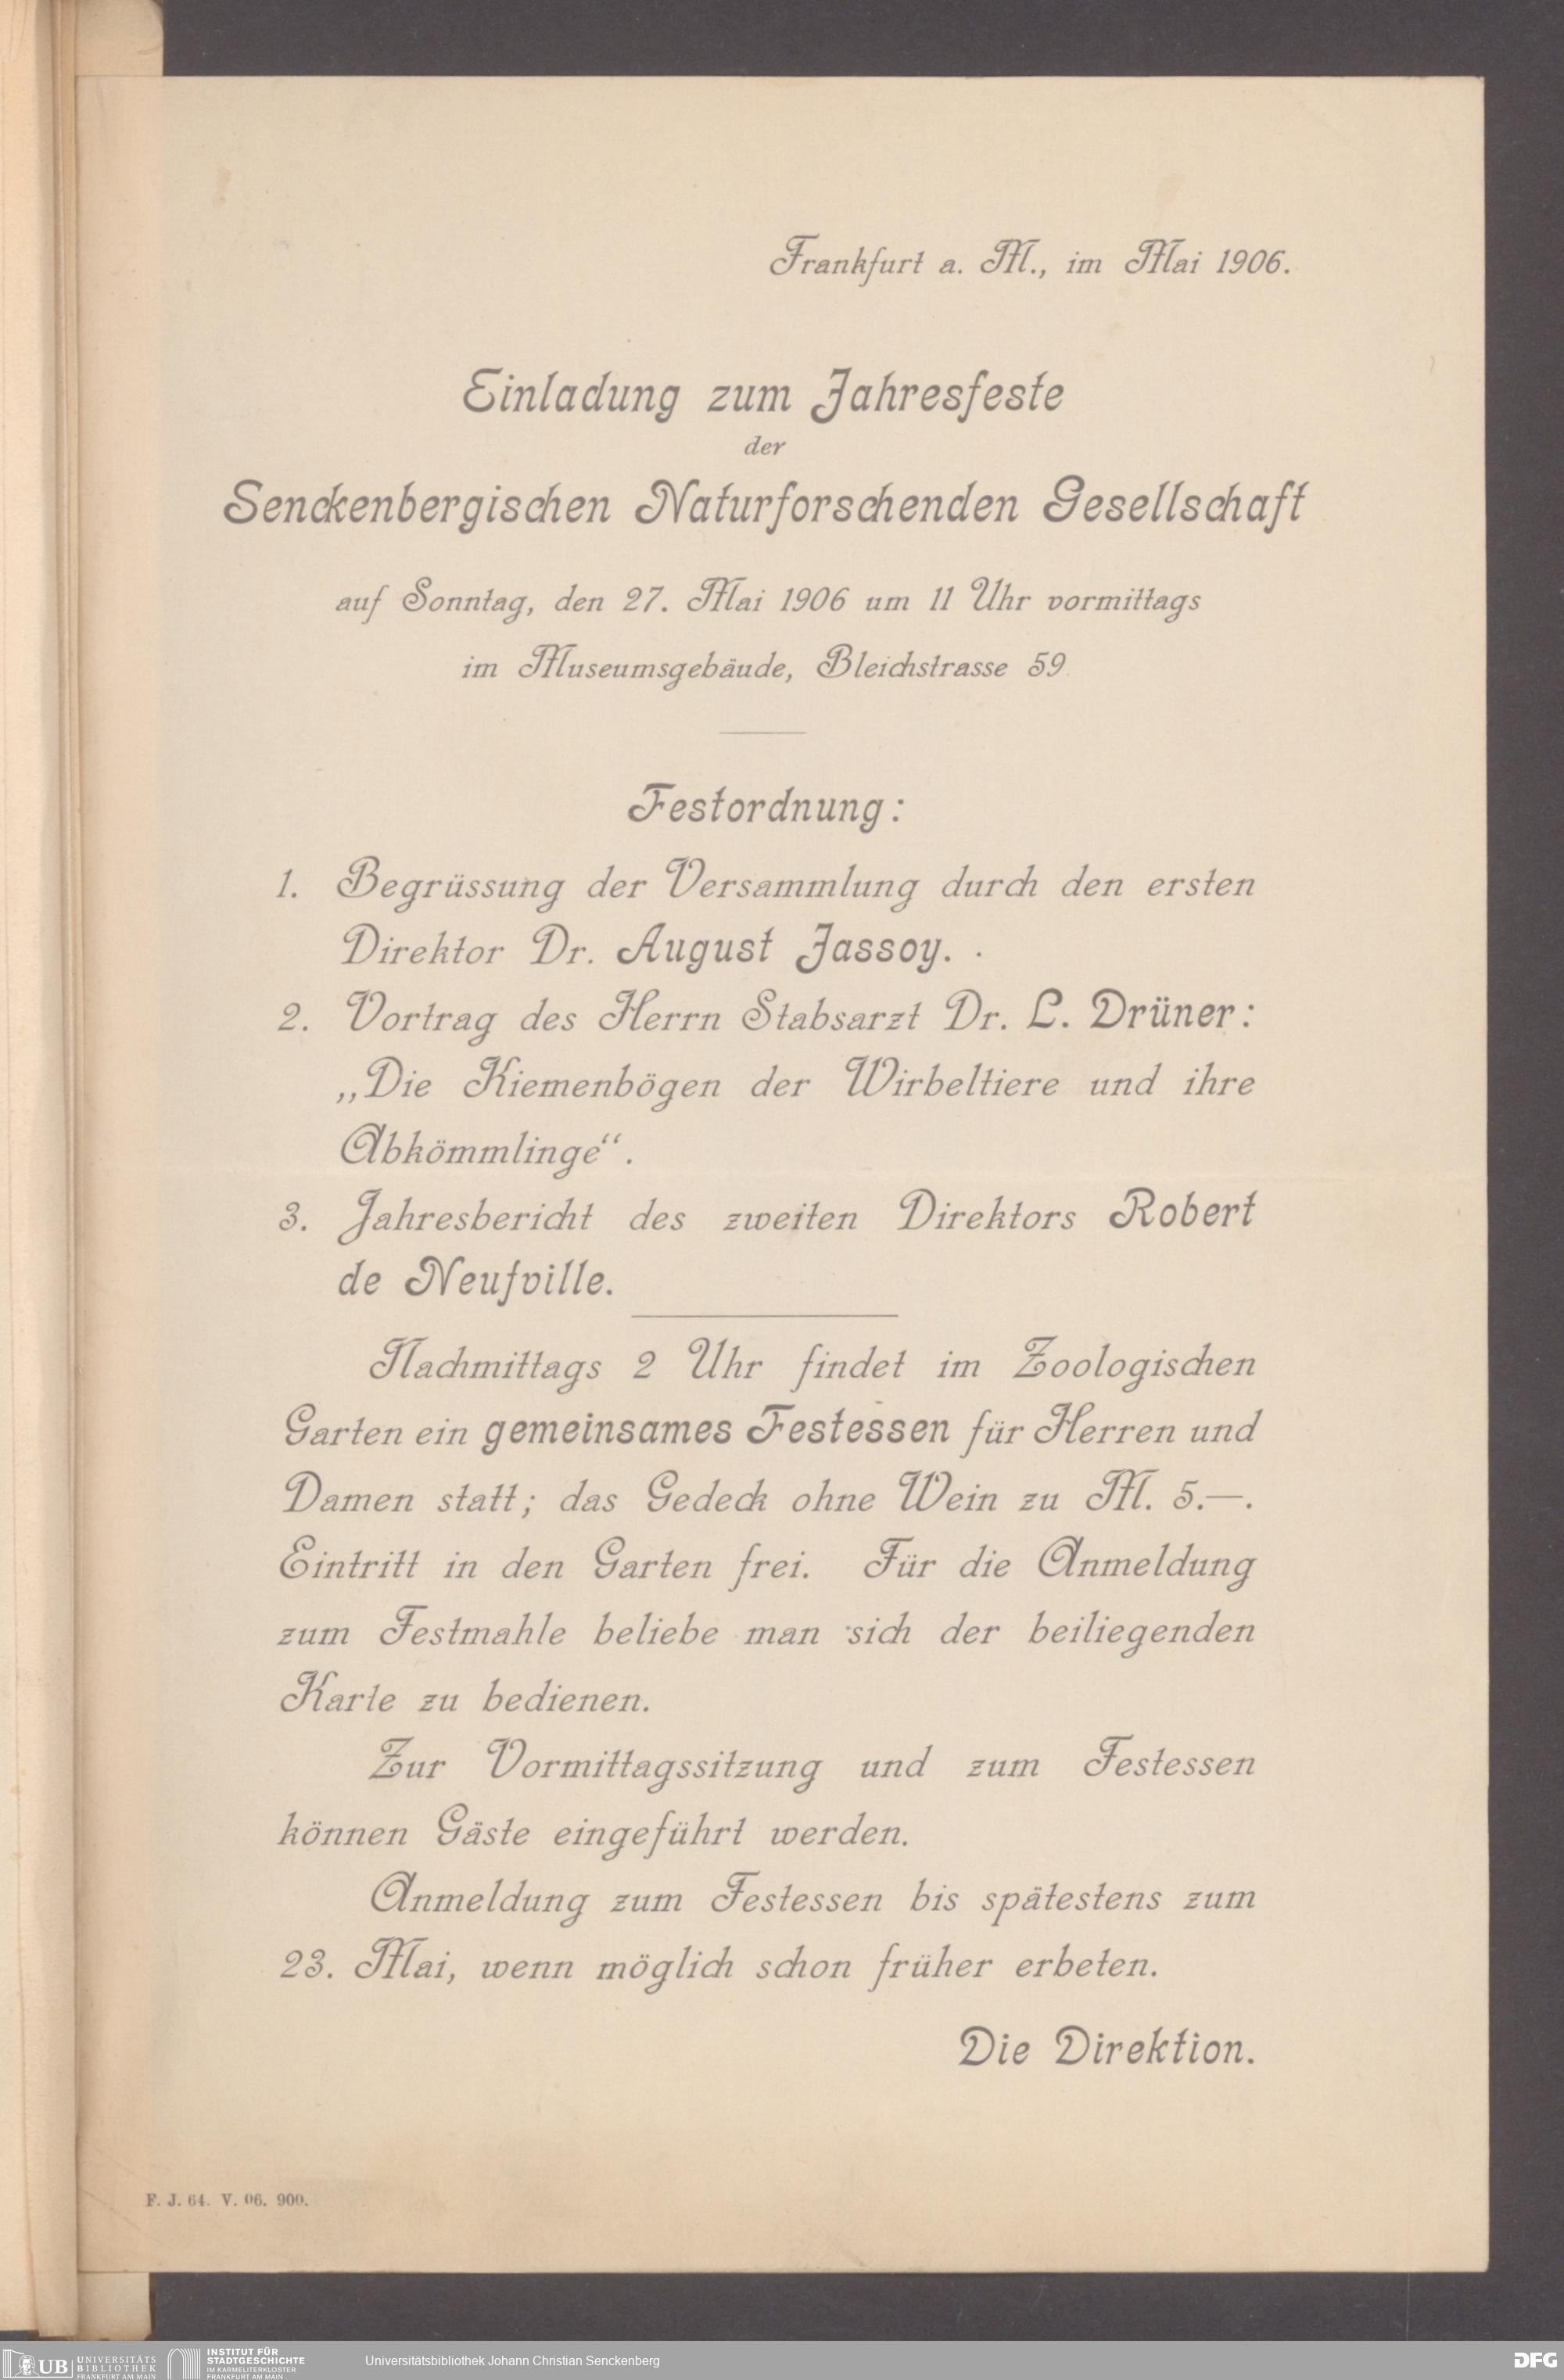 Frankfurt a. M., im Mai 1906.
Einladung zum Jahresfeste
der
Senckenbergischen Naturforschenden Gesellschaft
auf Sonntag, den 27. Mai 1906 um 11 Uhr vormittags
im Museumsgebäude, Bleichstrasse 59.
Festordnung:
1. Begrüssung der Versammlung durch den ersten
Direktor Dr. August Jassoy.
2. Vortrag des Herrn Stabsarzt Dr. L. Drüner:
„Die Kiemenbögen der Wirbeltiere und ihre
Abkömmlinge“.
3. Jahresbericht des zweiten Direktors Robert
de Neufville.
Nachmittags 2 Uhr findet im Zoologischen
Garten ein gemeinsames Festessen für Herren und
Damen statt; das Gedeck ohne Wein zu M. 5.—.
Eintritt in den Garten frei. Für die Anmeldung
zum Festmahle beliebe man sich der beiliegenden
Karte zu bedienen.
Zur Vormittagssitzung und zum Festessen
können Gäste eingeführt werden.
Anmeldung zum Festessen bis spätestens zum
23. Mai, wenn möglich schon früher erbeten.
Die Direktion.
F. J. 64. V. 06. 900.
UB UNIVERSITÄTS
BIBLIOTHEK
FRANKFURT AM MAIN
INSTITUT FÜR
STADTGESCHICHTE
IM KARMELITERKLOSTER
FRANKFURT AM MAIN
Universitätsbibliothek Johann Christian Senckenberg
DFG